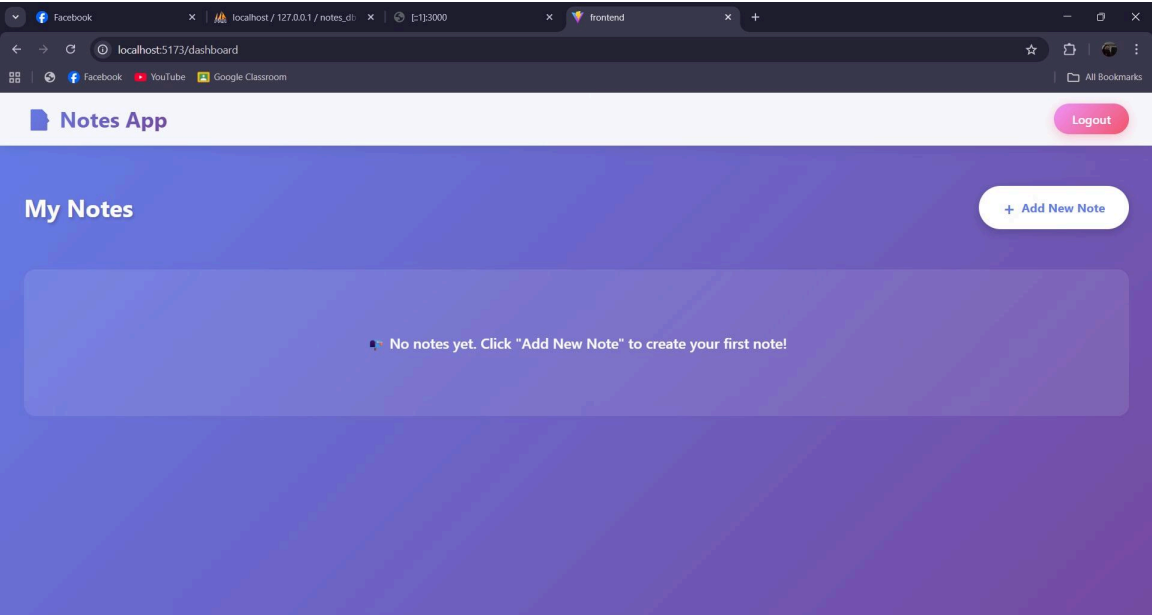 Facebook
localhost / 127.0.0.1 / notes_db
[::1]:3000
frontend
localhost:5173/dashboard
Facebook
YouTube
Google Classroom
All Bookmarks
Notes App
Logout
My Notes
+ Add New Note
No notes yet. Click "Add New Note" to create your first note!